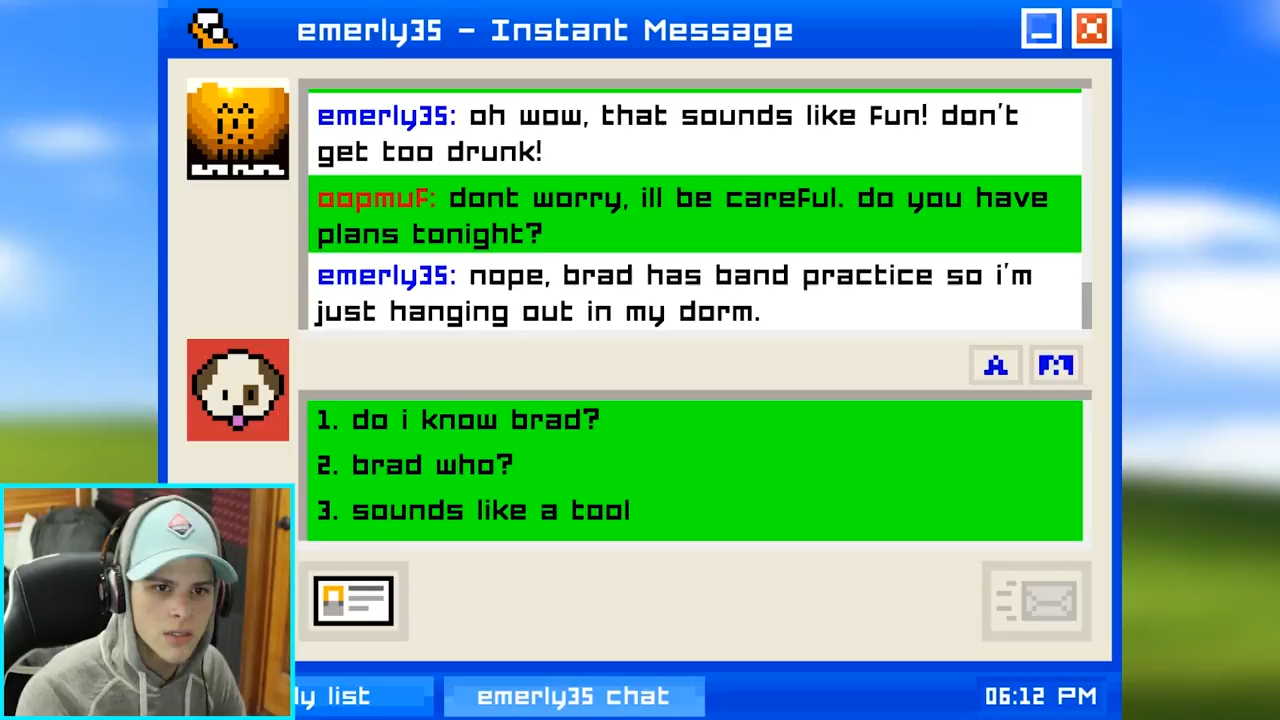 emerly35 - Instant Message
emerly35: oh wow, that sounds like fun! don't
get too drunk!
oopmuf: dont worry, ill be careful. do you have
plans tonight?
emerly35: nope, brad has band practice so i'm
just hanging out in my dorm.
A
1. do i know brad?
2. brad who?
3. sounds like a tool
ly list
emerly35 chat
06:12 PM